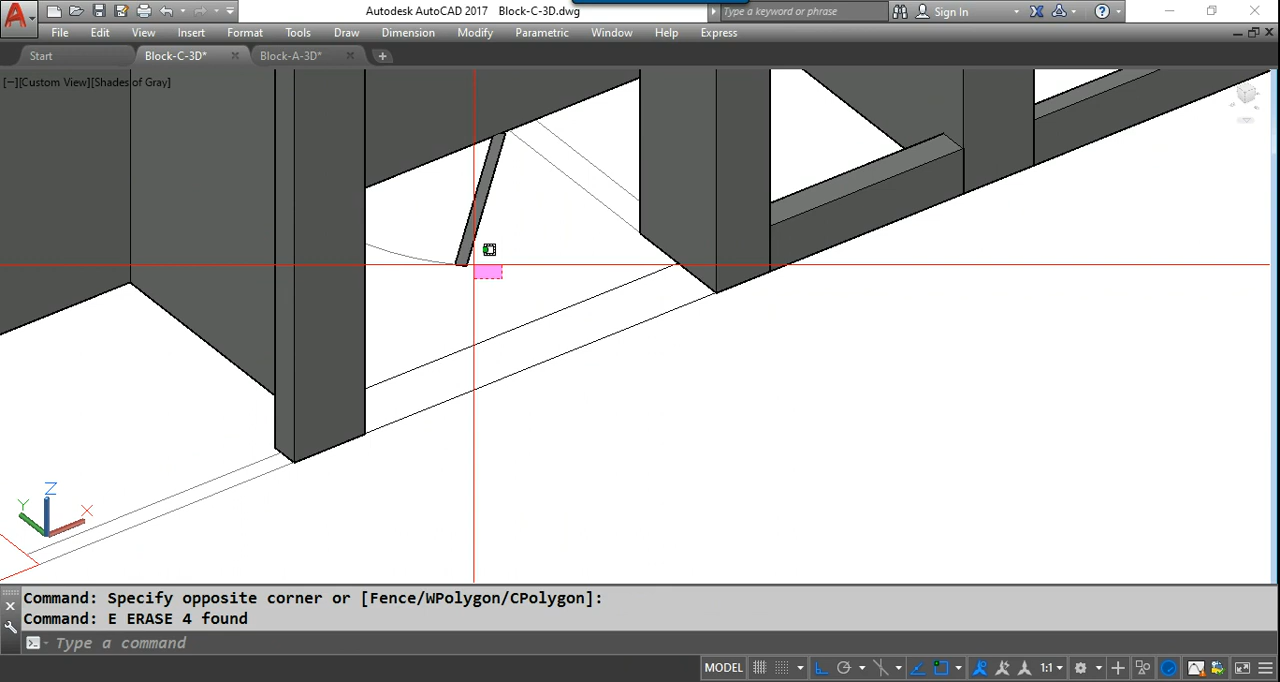 Autodesk AutoCAD 2017 Block-C-3D.dwg
Type a keyword or phrase
Sign In
File Edit View Insert Format Tools Draw Dimension Modify Parametric Window Help Express
Start Block-C-3D* Block-A-3D*
[−][Custom View][Shades of Gray]
Z
Y X
Command: Specify opposite corner or [Fence/WPolygon/CPolygon]:
Command: E ERASE 4 found
Type a command
MODEL 1:1